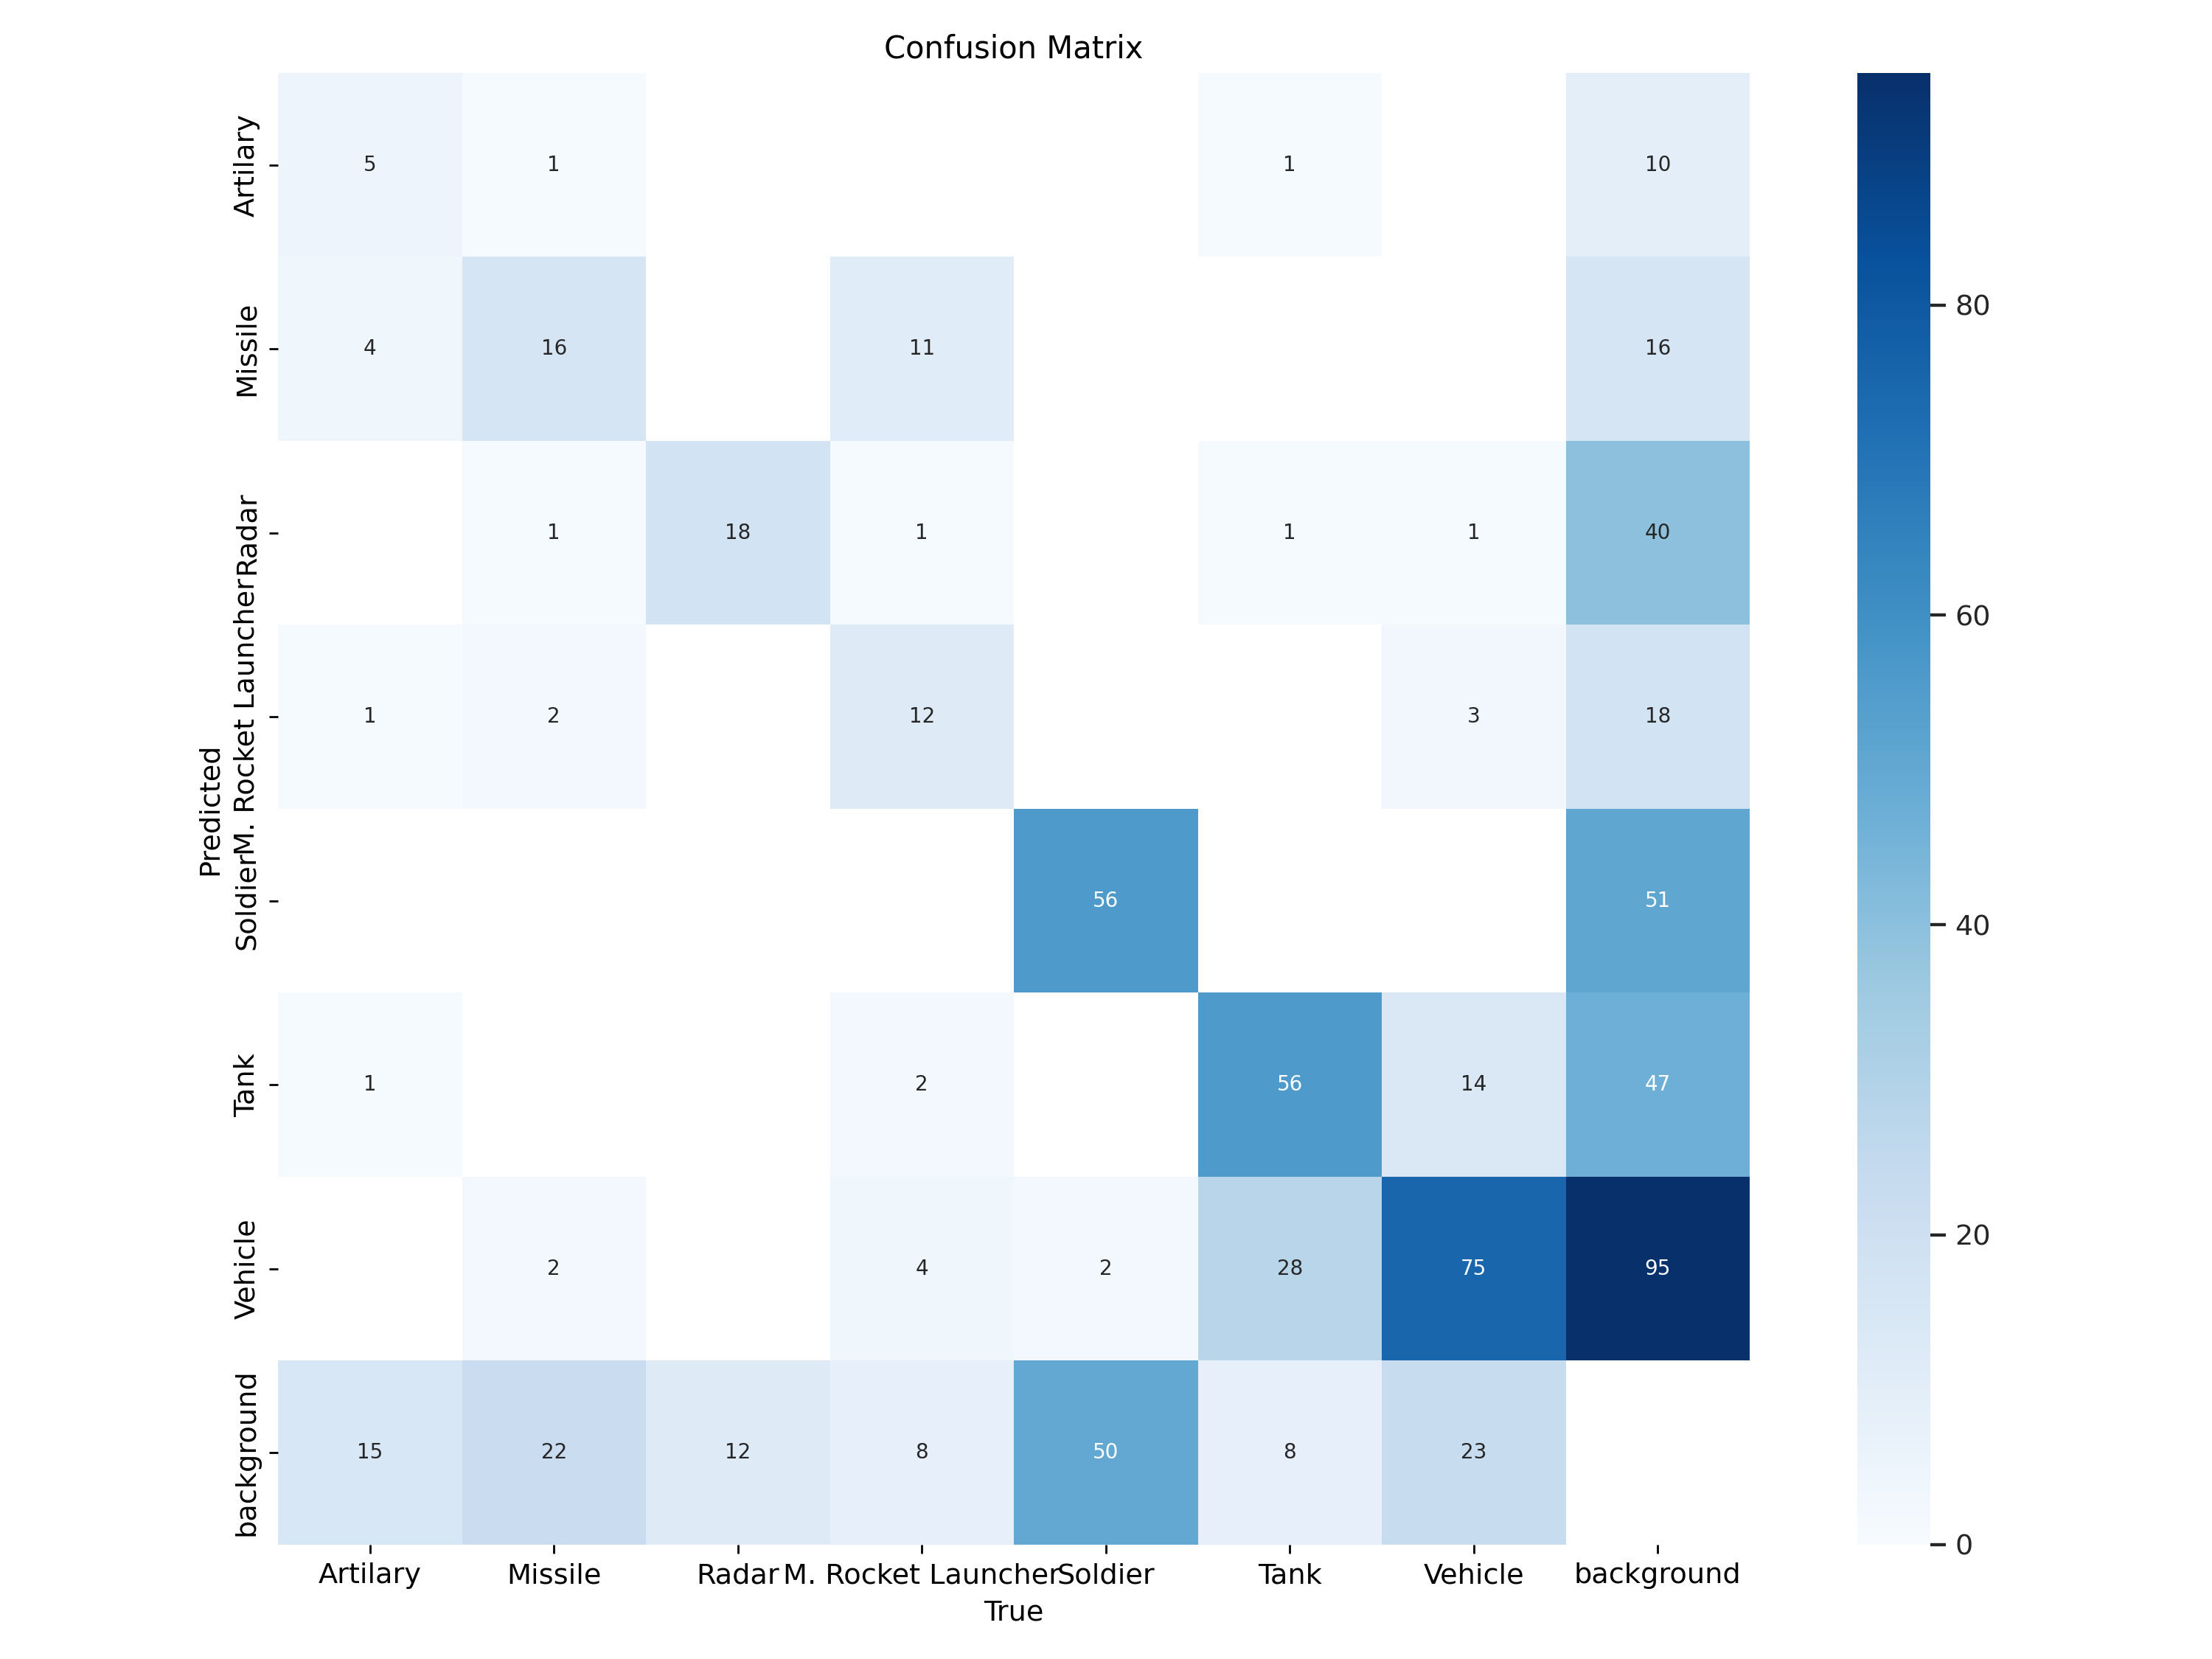 Confusion Matrix
Artilary 5 1 1 10
Missile 4 16 11 16
Radar 1 18 1 1 1 40
M. Rocket Launcher 1 2 12 3 18
Soldier 56 51
Tank 1 2 56 14 47
Vehicle 2 4 2 28 75 95
background 15 22 12 8 50 8 23
Predicted
Artilary Missile Radar M. Rocket Launcher Soldier Tank Vehicle background
True
80
60
40
20
0